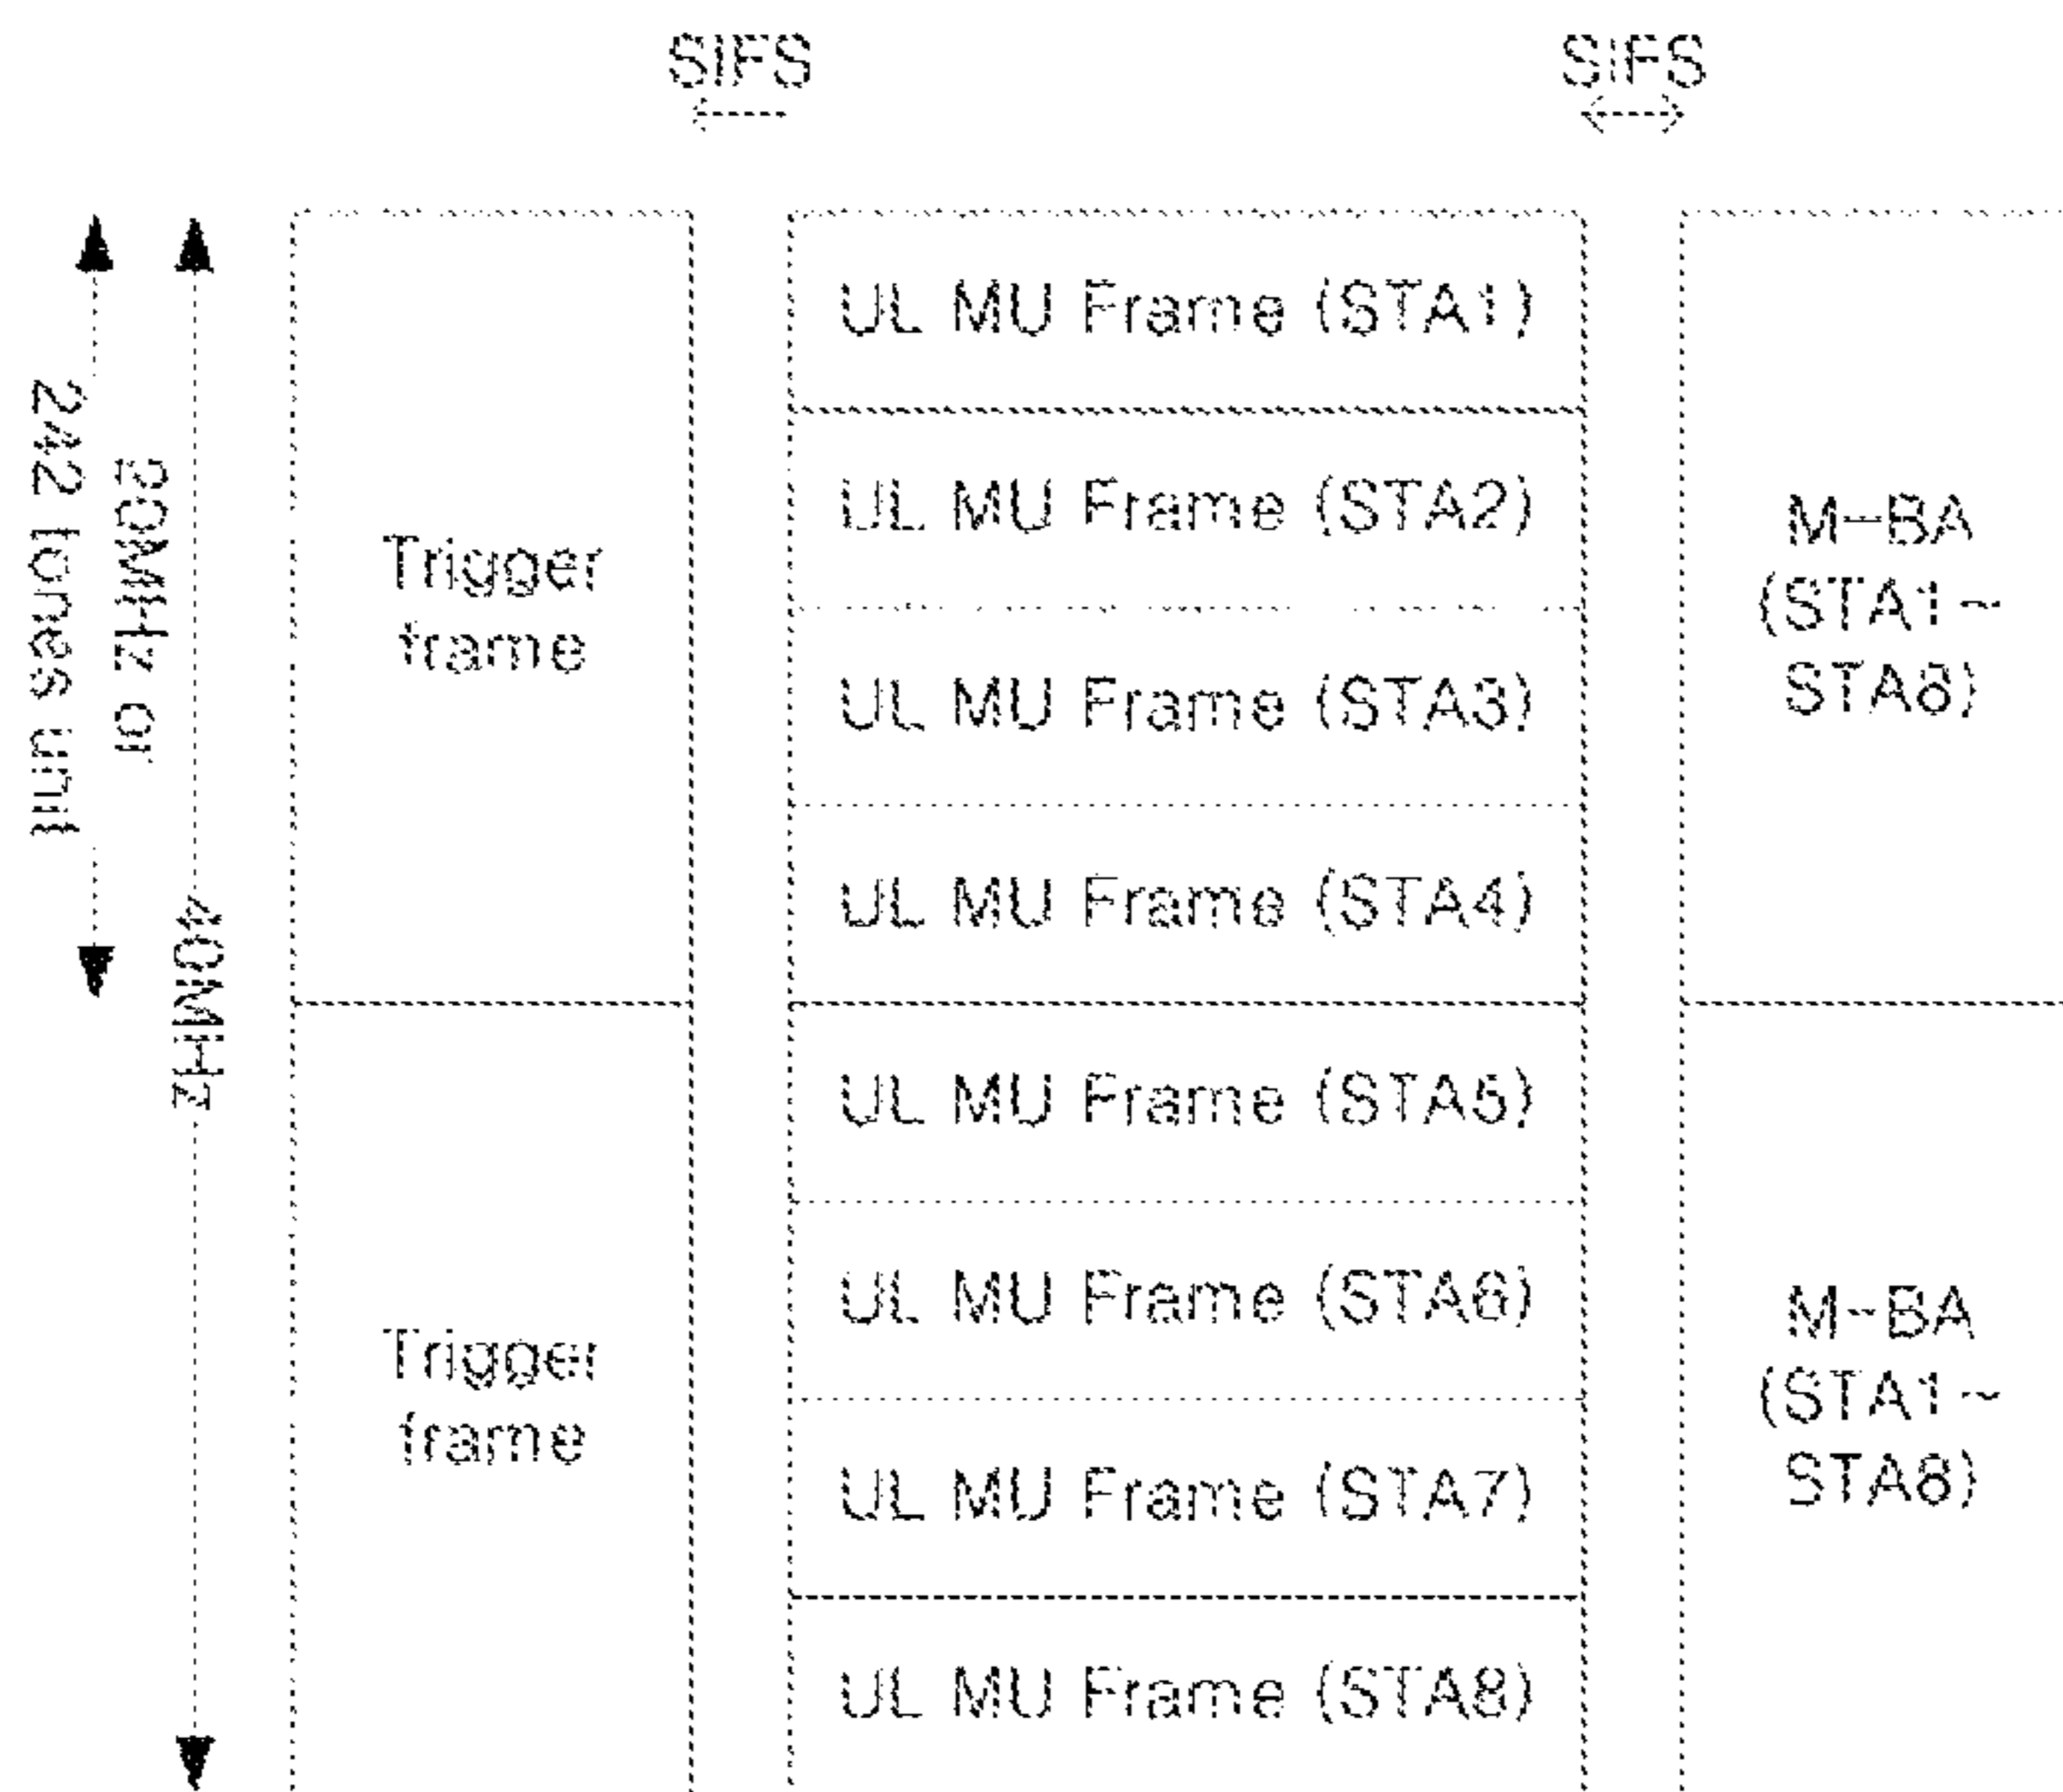 SIFS
SIFS
20MHz or
242 tones unit
40MHz
Trigger
frame
Trigger
frame
UL MU Frame (STA1)
UL MU Frame (STA2)
UL MU Frame (STA3)
UL MU Frame (STA4)
UL MU Frame (STA5)
UL MU Frame (STA6)
UL MU Frame (STA7)
UL MU Frame (STA8)
M-BA
(STA1~
STA8)
M-BA
(STA1~
STA8)